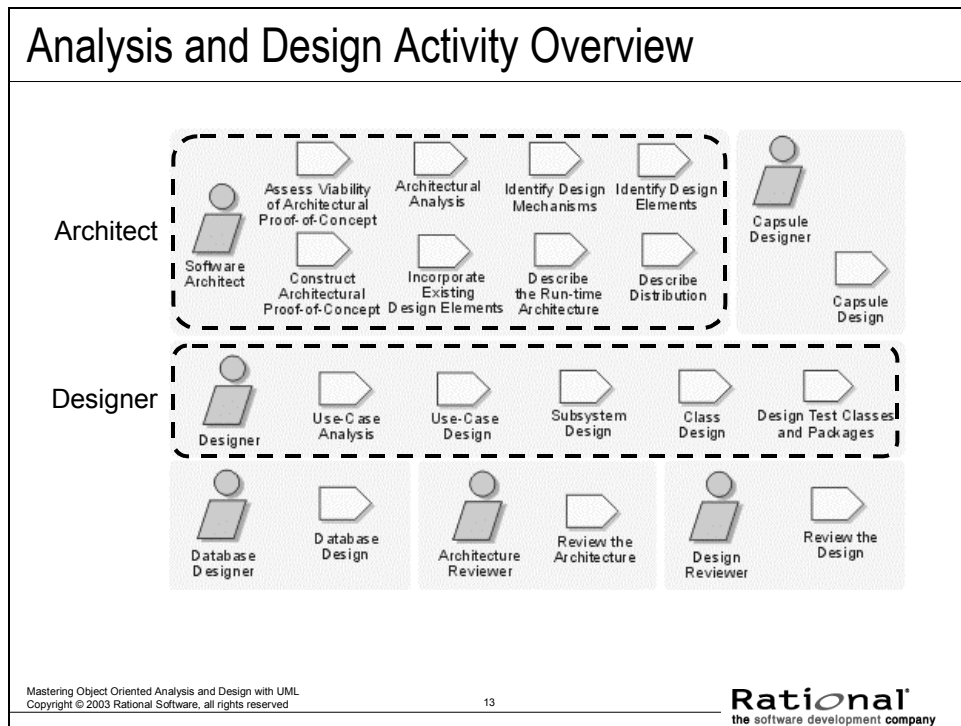 Analysis and Design Activity Overview
Architect
Software
Architect
Assess Viability
of Architectural
Proof-of-Concept
Architectural
Analysis
Identify Design
Mechanisms
Identify Design
Elements
Construct
Architectural
Proof-of-Concept
Incorporate
Existing
Design Elements
Describe
the Run-time
Architecture
Describe
Distribution
Capsule
Designer
Capsule
Design
Designer
Designer
Use-Case
Analysis
Use-Case
Design
Subsystem
Design
Class
Design
Design Test Classes
and Packages
Database
Designer
Database
Design
Architecture
Reviewer
Review the
Architecture
Design
Reviewer
Review the
Design
Mastering Object Oriented Analysis and Design with UML
Copyright © 2003 Rational Software, all rights reserved
13
Rational
the software development company